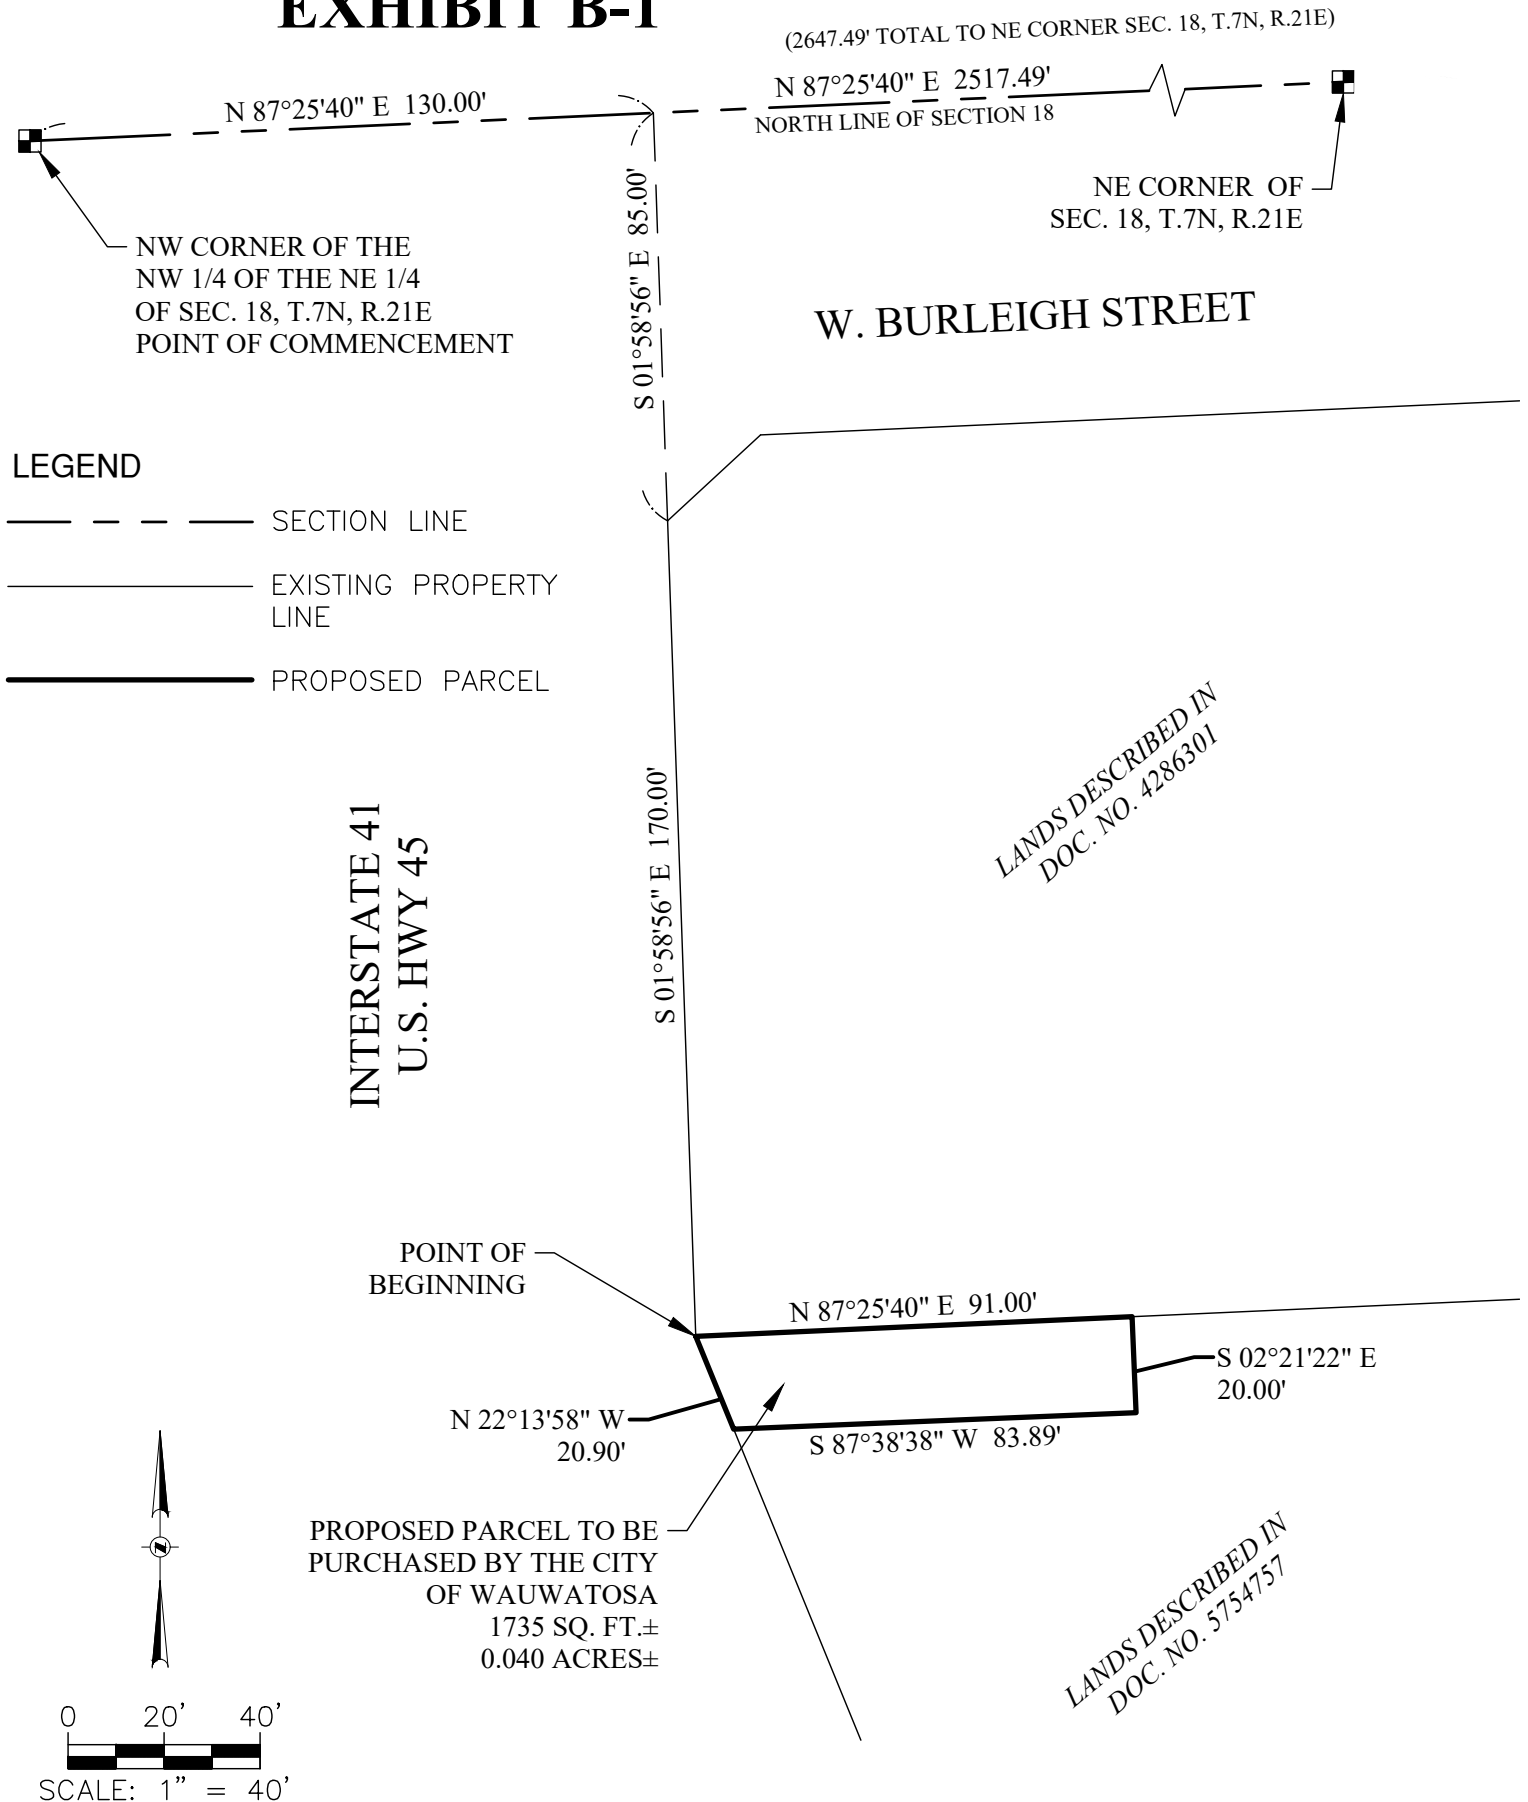 EXHIBIT B-1
(2647.49' TOTAL TO NE CORNER SEC. 18, T.7N, R.21E)
N 87°25'40" E 130.00'
N 87°25'40" E 2517.49'
NORTH LINE OF SECTION 18
NE CORNER OF
SEC. 18, T.7N, R.21E
NW CORNER OF THE
NW 1/4 OF THE NE 1/4
OF SEC. 18, T.7N, R.21E
POINT OF COMMENCEMENT
S 01°58'56" E 85.00'
W. BURLEIGH STREET
LEGEND
SECTION LINE
EXISTING PROPERTY
LINE
PROPOSED PARCEL
LANDS DESCRIBED IN
DOC. NO. 4286301
INTERSTATE 41
U.S. HWY 45
S 01°58'56" E 170.00'
POINT OF
BEGINNING
N 87°25'40" E 91.00'
S 02°21'22" E
20.00'
N 22°13'58" W
20.90'
S 87°38'38" W 83.89'
PROPOSED PARCEL TO BE
PURCHASED BY THE CITY
OF WAUWATOSA
1735 SQ. FT.±
0.040 ACRES±
LANDS DESCRIBED IN
DOC. NO. 5754757
N
0 20' 40'
SCALE: 1" = 40'